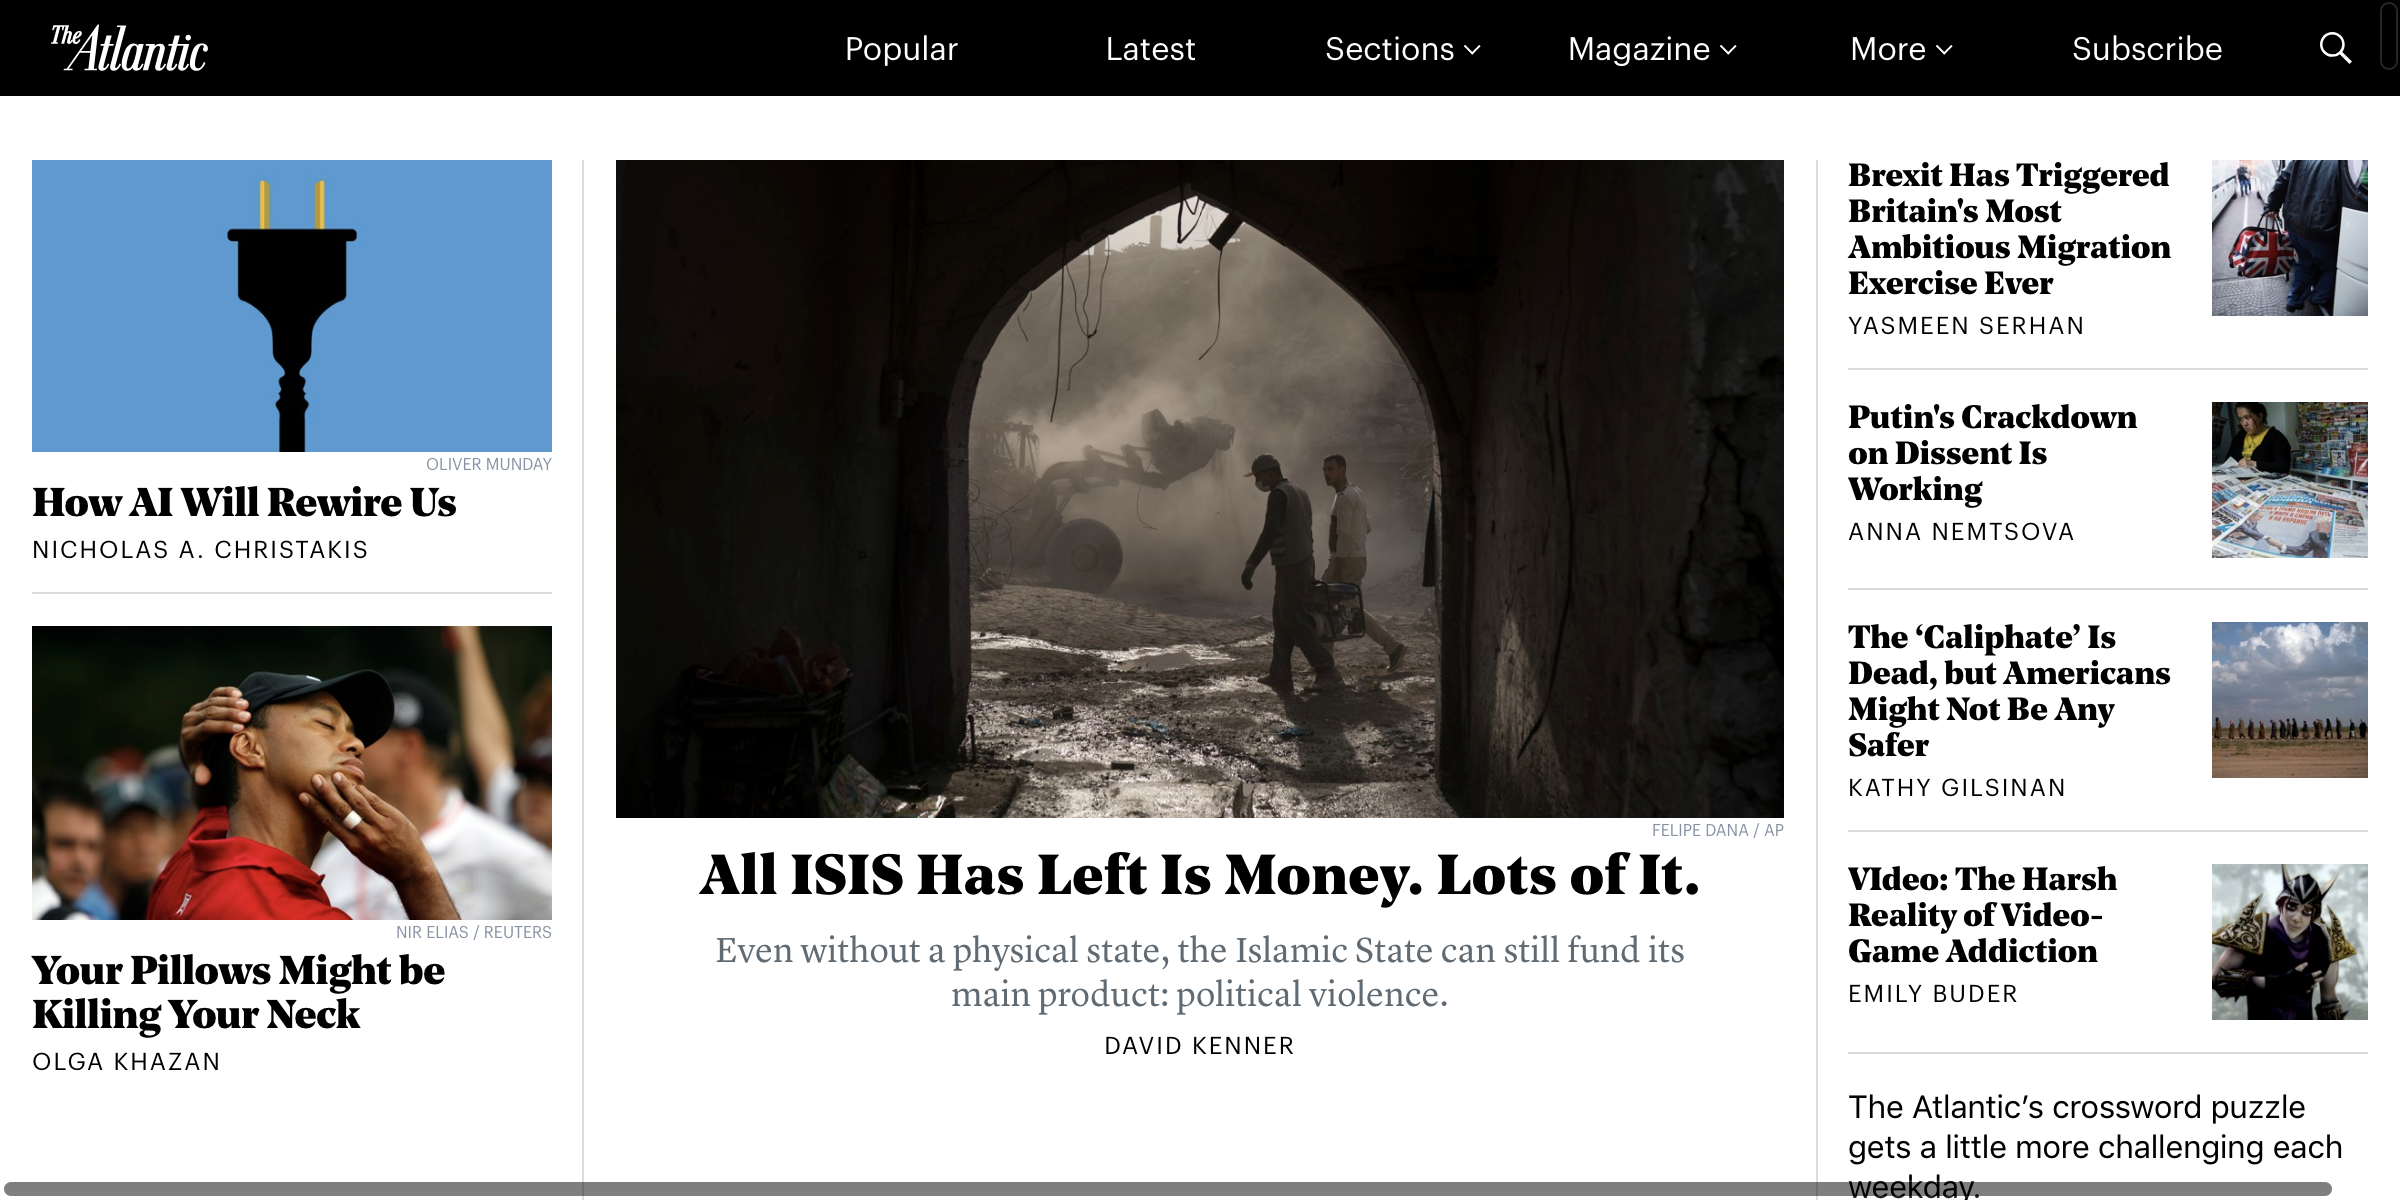 The Atlantic
Popular
Latest
Sections
Magazine
More
Subscribe
OLIVER MUNDAY
How AI Will Rewire Us
NICHOLAS A. CHRISTAKIS
NIR ELIAS / REUTERS
Your Pillows Might be
Killing Your Neck
OLGA KHAZAN
FELIPE DANA / AP
All ISIS Has Left Is Money. Lots of It.
Even without a physical state, the Islamic State can still fund its
main product: political violence.
DAVID KENNER
Brexit Has Triggered
Britain's Most
Ambitious Migration
Exercise Ever
YASMEEN SERHAN
Putin's Crackdown
on Dissent Is
Working
ANNA NEMTSOVA
The ‘Caliphate’ Is
Dead, but Americans
Might Not Be Any
Safer
KATHY GILSINAN
VIdeo: The Harsh
Reality of Video-
Game Addiction
EMILY BUDER
The Atlantic’s crossword puzzle
gets a little more challenging each
weekday.